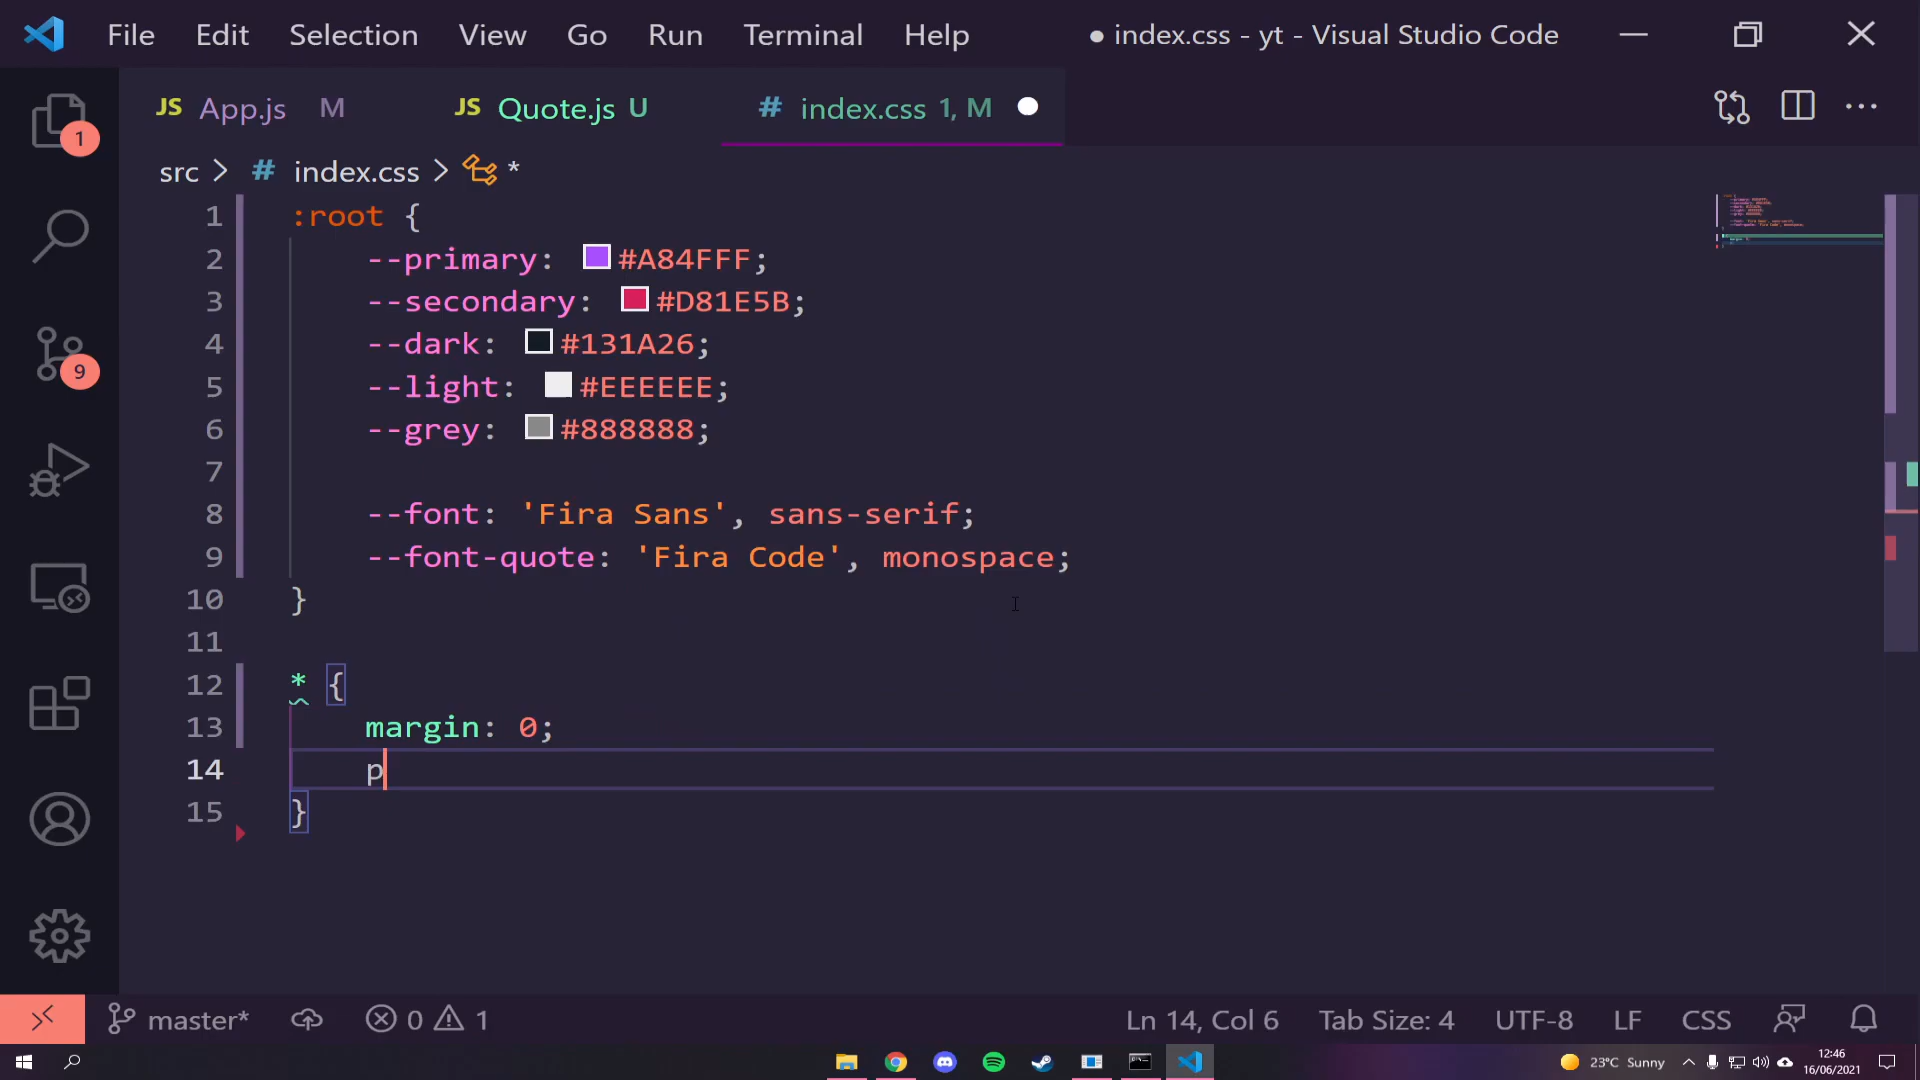 File Edit Selection View Go Run Terminal Help ● index.css - yt - Visual Studio Code
JS App.js M JS Quote.js U # index.css 1, M
src > # index.css > *
1 :root {
2 --primary: #A84FFF;
3 --secondary: #D81E5B;
4 --dark: #131A26;
5 --light: #EEEEEE;
6 --grey: #888888;
7
8 --font: 'Fira Sans', sans-serif;
9 --font-quote: 'Fira Code', monospace;
10 }
11
12 * {
13 margin: 0;
14 p
15 }
1
9
master* 0 1 Ln 14, Col 6 Tab Size: 4 UTF-8 LF CSS
23°C Sunny 12:46
16/06/2021